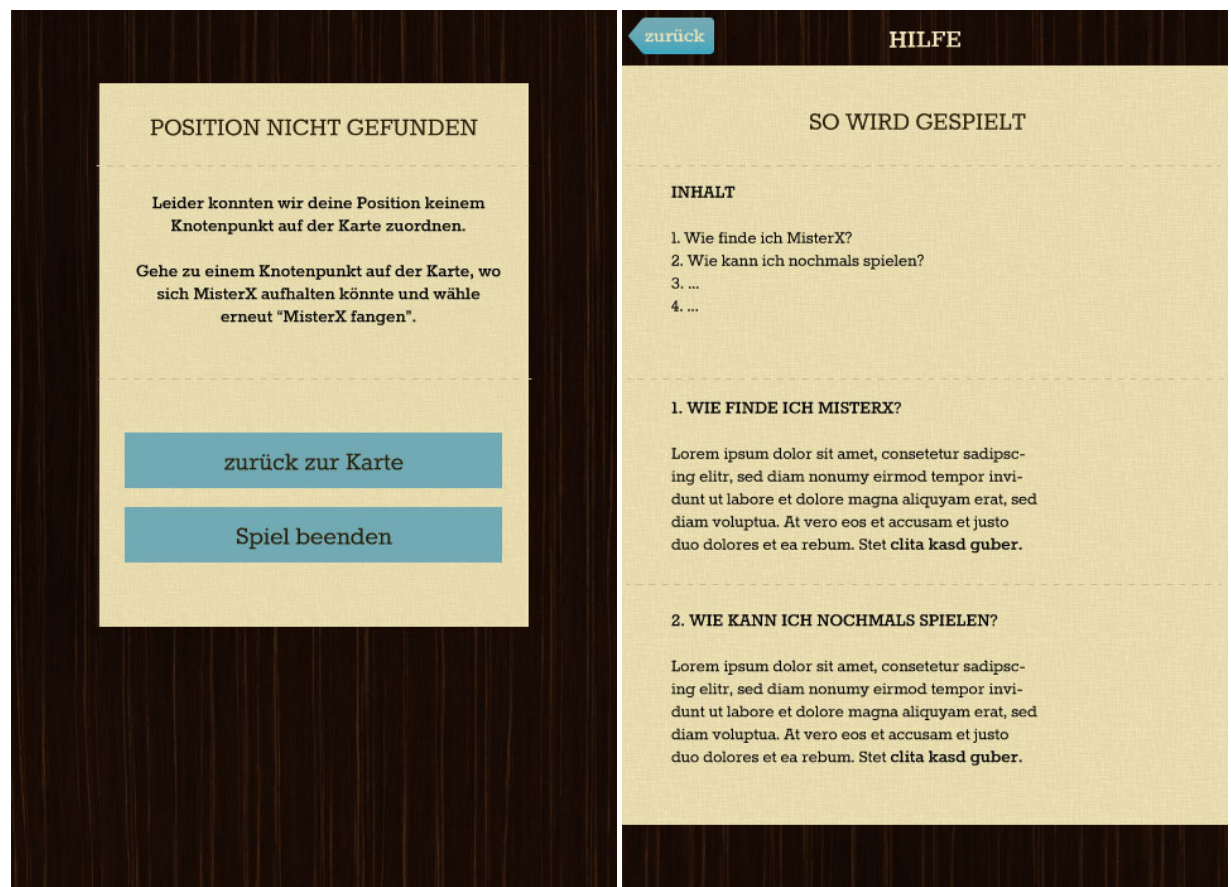 POSITION NICHT GEFUNDEN
Leider konnten wir deine Position keinem
Knotenpunkt auf der Karte zuordnen.
Gehe zu einem Knotenpunkt auf der Karte, wo
sich MisterX aufhalten könnte und wähle
erneut “MisterX fangen”.
zurück zur Karte
Spiel beenden
zurück
HILFE
SO WIRD GESPIELT
INHALT
1. Wie finde ich MisterX?
2. Wie kann ich nochmals spielen?
3. ...
4. ...
1. WIE FINDE ICH MISTERX?
Lorem ipsum dolor sit amet, consetetur sadipsc-
ing elitr, sed diam nonumy eirmod tempor invi-
dunt ut labore et dolore magna aliquyam erat, sed
diam voluptua. At vero eos et accusam et justo
duo dolores et ea rebum. Stet clita kasd guber.
2. WIE KANN ICH NOCHMALS SPIELEN?
Lorem ipsum dolor sit amet, consetetur sadipsc-
ing elitr, sed diam nonumy eirmod tempor invi-
dunt ut labore et dolore magna aliquyam erat, sed
diam voluptua. At vero eos et accusam et justo
duo dolores et ea rebum. Stet clita kasd guber.